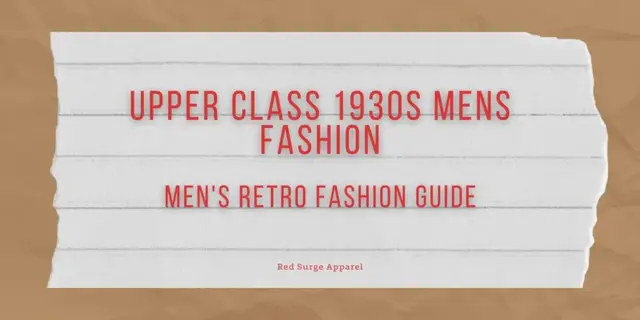 UPPER CLASS 1930S MENS
FASHION
MEN'S RETRO FASHION GUIDE
Red Surge Apparel